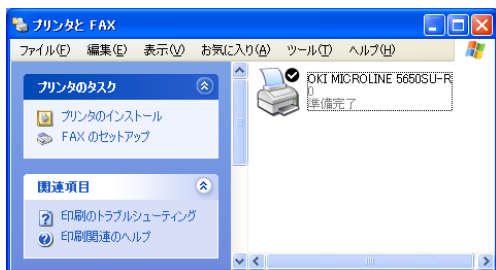 プリンタと FAX
ファイル(F) 編集(E) 表示(V) お気に入り(A) ツール(T) ヘルプ(H)
プリンタのタスク
プリンタのインストール
FAX のセットアップ
関連項目
印刷のトラブルシューティング
印刷関連のヘルプ
OKI MICROLINE 5650SU-R
0
準備完了